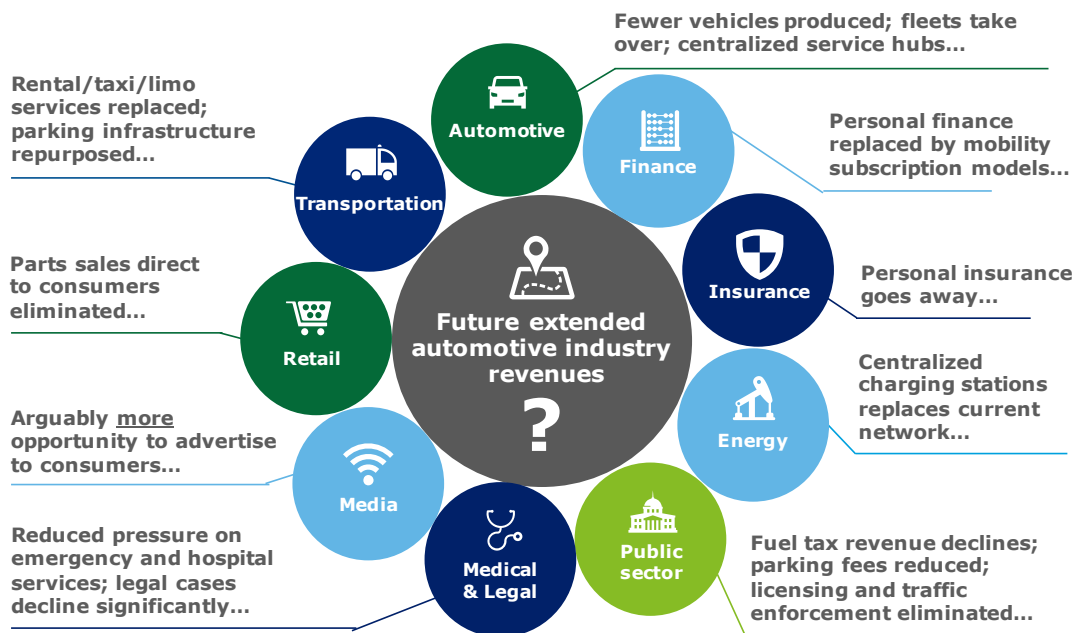 Fewer vehicles produced; fleets take
over; centralized service hubs...
Automotive
Finance
Personal finance
replaced by mobility
subscription models...
Insurance
Personal insurance
goes away...
Energy
Centralized
charging stations
replaces current
network...
Public
sector
Fuel tax revenue declines;
parking fees reduced;
licensing and traffic
enforcement eliminated...
Medical
& Legal
Reduced pressure on
emergency and hospital
services; legal cases
decline significantly...
Media
Arguably more
opportunity to advertise
to consumers...
Retail
Parts sales direct
to consumers
eliminated...
Transportation
Rental/taxi/limo
services replaced;
parking infrastructure
repurposed...
Future extended
automotive industry
revenues
?